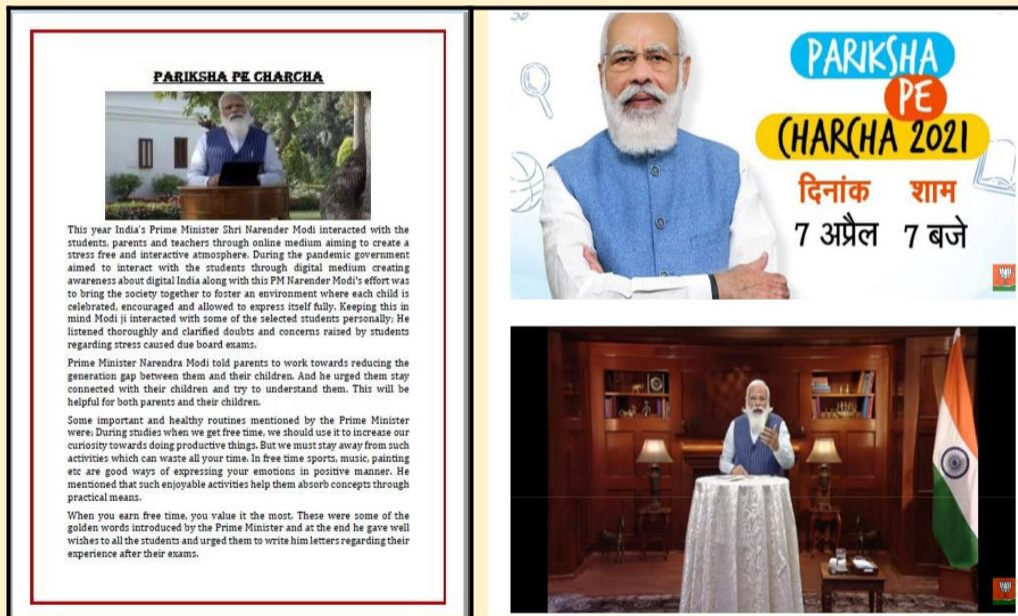 PARIKSHA PE CHARCHA
This year India's Prime Minister Shri Narender Modi interacted with the
students, parents and teachers through online medium aiming to create a
stress free and interactive atmosphere. During the pandemic government
aimed to interact with the students through digital medium creating
awareness about digital India along with this PM Narender Modi's effort was
to bring the society together to foster an environment where each child is
celebrated, encouraged and allowed to express itself fully. Keeping this in
mind Modi ji interacted with some of the selected students personally; He
listened thoroughly and clarified doubts and concerns raised by students
regarding stress caused due board exams.
Prime Minister Narendra Modi told parents to work towards reducing the
generation gap between them and their children. And he urged them stay
connected with their children and try to understand them. This will be
helpful for both parents and their children.
Some important and healthy routines mentioned by the Prime Minister
were; During studies when we get free time, we should use it to increase our
curiosity towards doing productive things. But we must stay away from such
activities which can waste all your time. In free time sports, music, painting
etc are good ways of expressing your emotions in positive manner. He
mentioned that such enjoyable activities help them absorb concepts through
practical means.
When you earn free time, you value it the most. These were some of the
golden words introduced by the Prime Minister and at the end he gave well
wishes to all the students and urged them to write him letters regarding their
experience after their exams.
PARIKSHA
PE
CHARCHA 2021
दिनांक शाम
7 अप्रैल 7 बजे